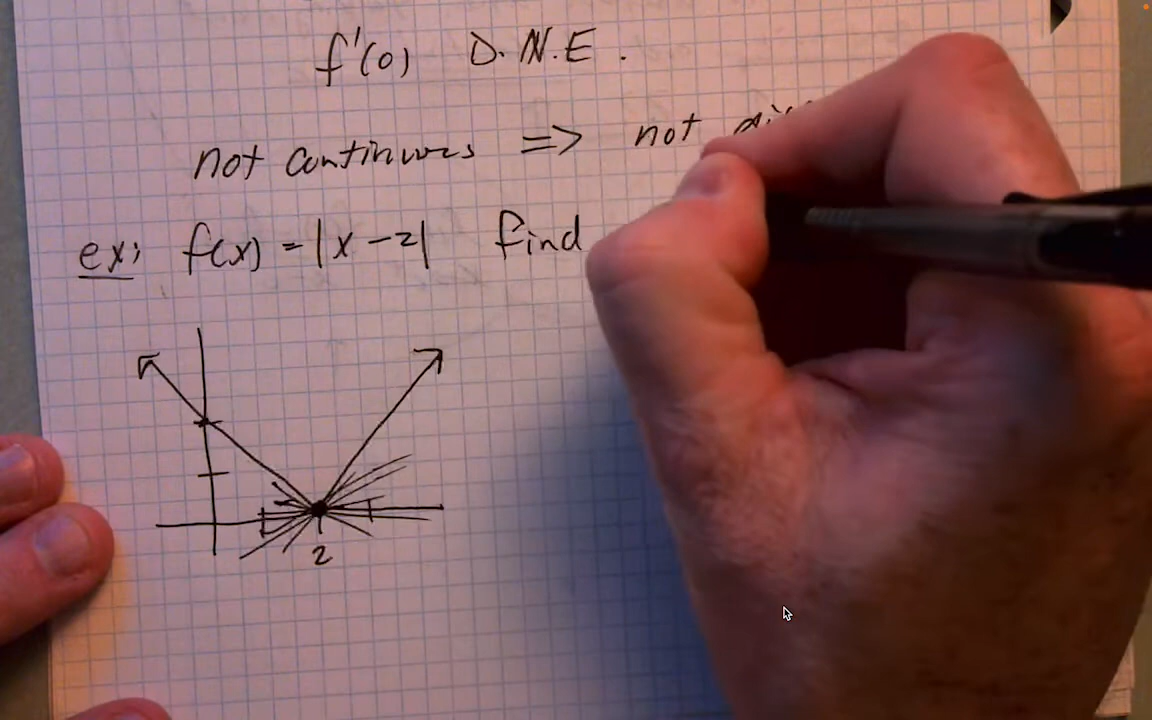 f'(0) D.N.E.
not continuous => not
ex: f(x) = |x-2| find
2